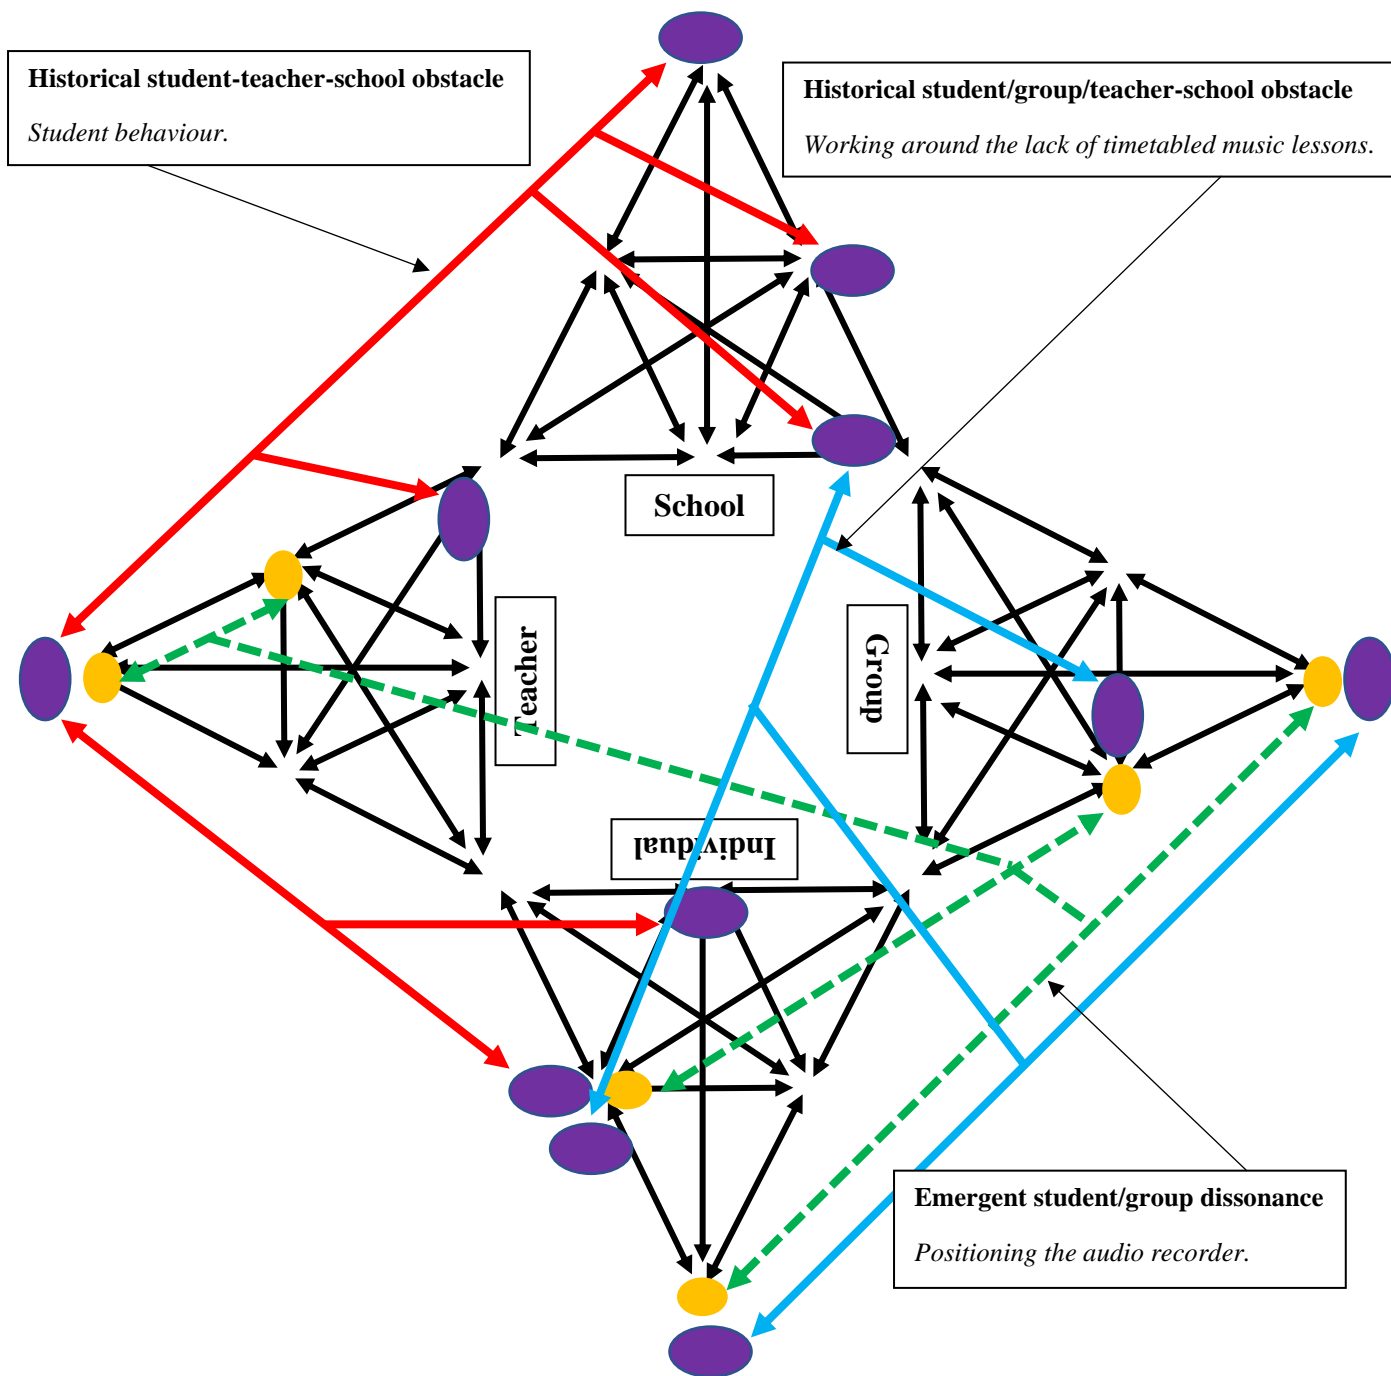 Historical student-teacher-school obstacle
Student behaviour.
Historical student/group/teacher-school obstacle
Working around the lack of timetabled music lessons.
School
Teacher
Group
Individual
Emergent student/group dissonance
Positioning the audio recorder.